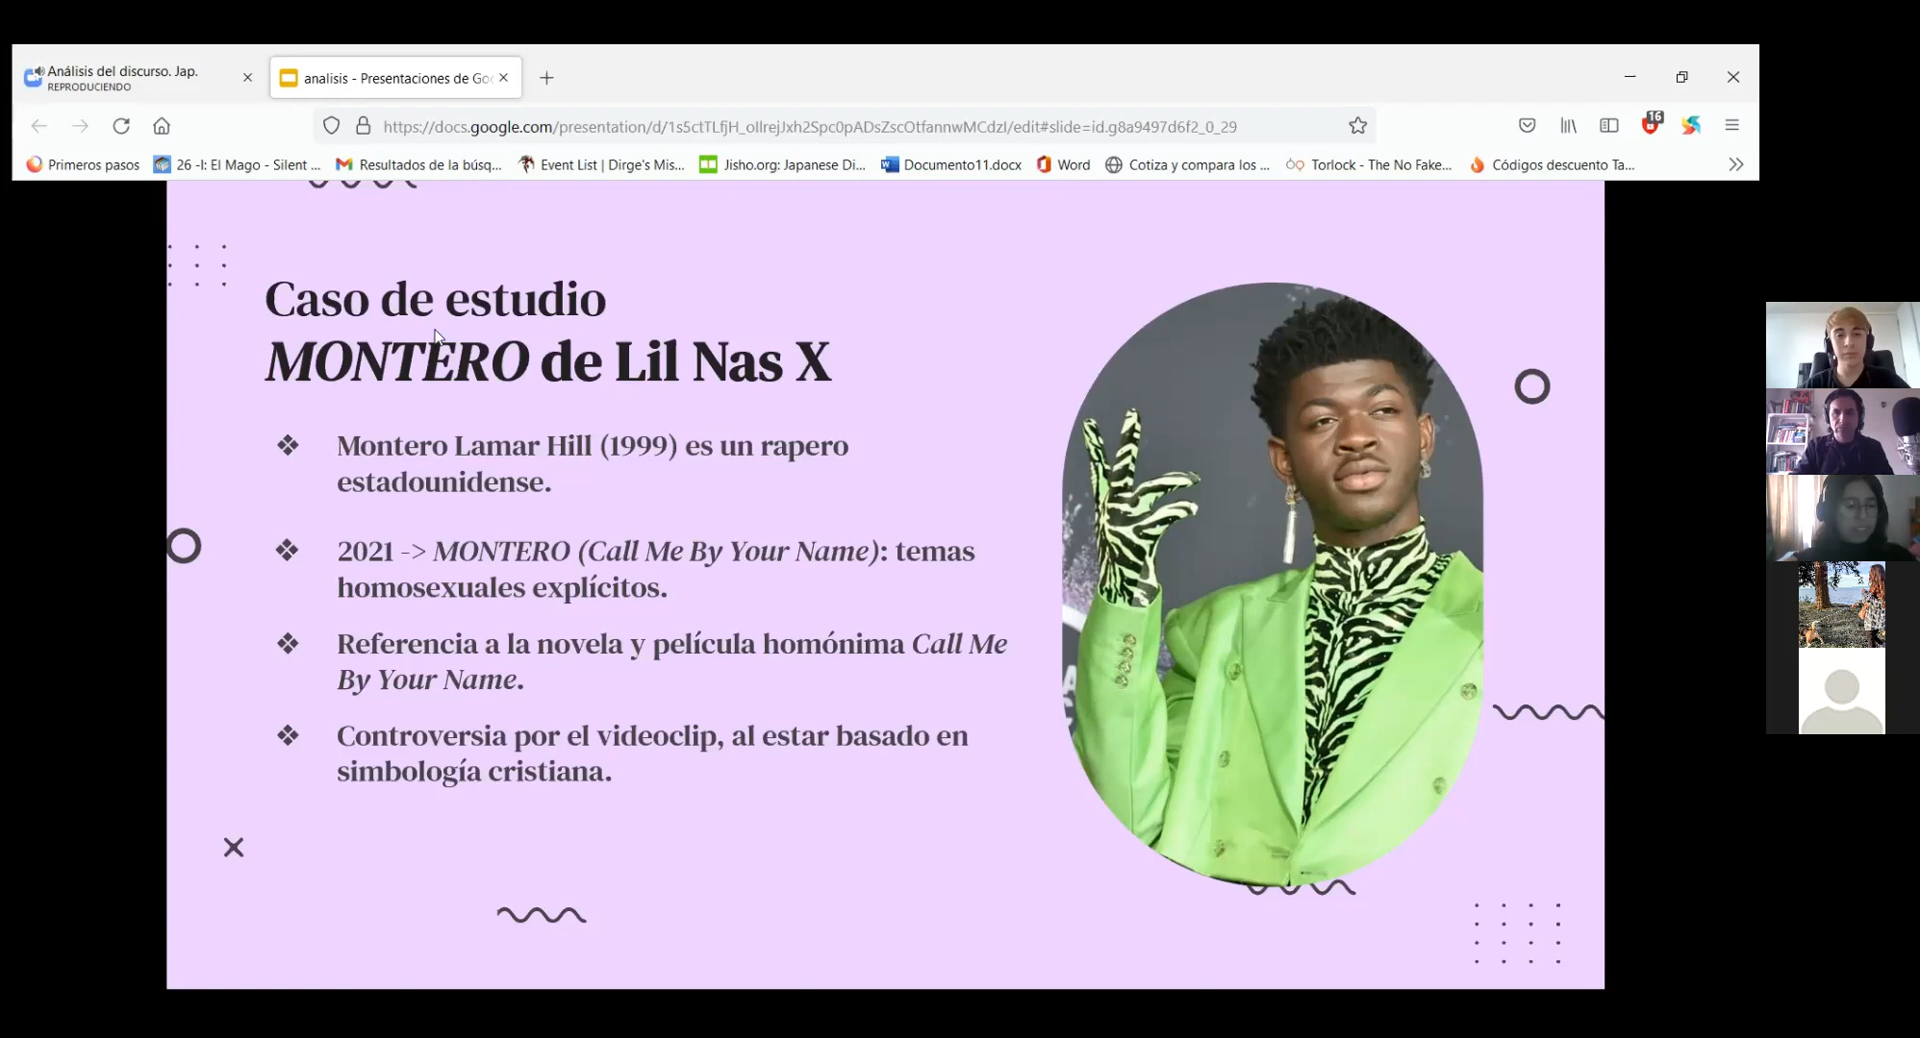 Análisis del discurso. Jap.
REPRODUCIENDO
analisis - Presentaciones de Goo
https://docs.google.com/presentation/d/1s5ctTLfjH_oIlrejJxh2Spc0pADsZscOtfannwMCdzI/edit#slide=id.g8a9497d6f2_0_29
16
Primeros pasos
26 -I: El Mago - Silent ...
Resultados de la búsq...
Event List | Dirge's Mis...
Jisho.org: Japanese Di...
Documento11.docx
Word
Cotiza y compara los ...
Torlock - The No Fake...
Códigos descuento Ta...
Caso de estudio
MONTERO de Lil Nas X
❖ Montero Lamar Hill (1999) es un rapero
estadounidense.
❖ 2021 -> MONTERO (Call Me By Your Name): temas
homosexuales explícitos.
❖ Referencia a la novela y película homónima Call Me
By Your Name.
❖ Controversia por el videoclip, al estar basado en
simbología cristiana.